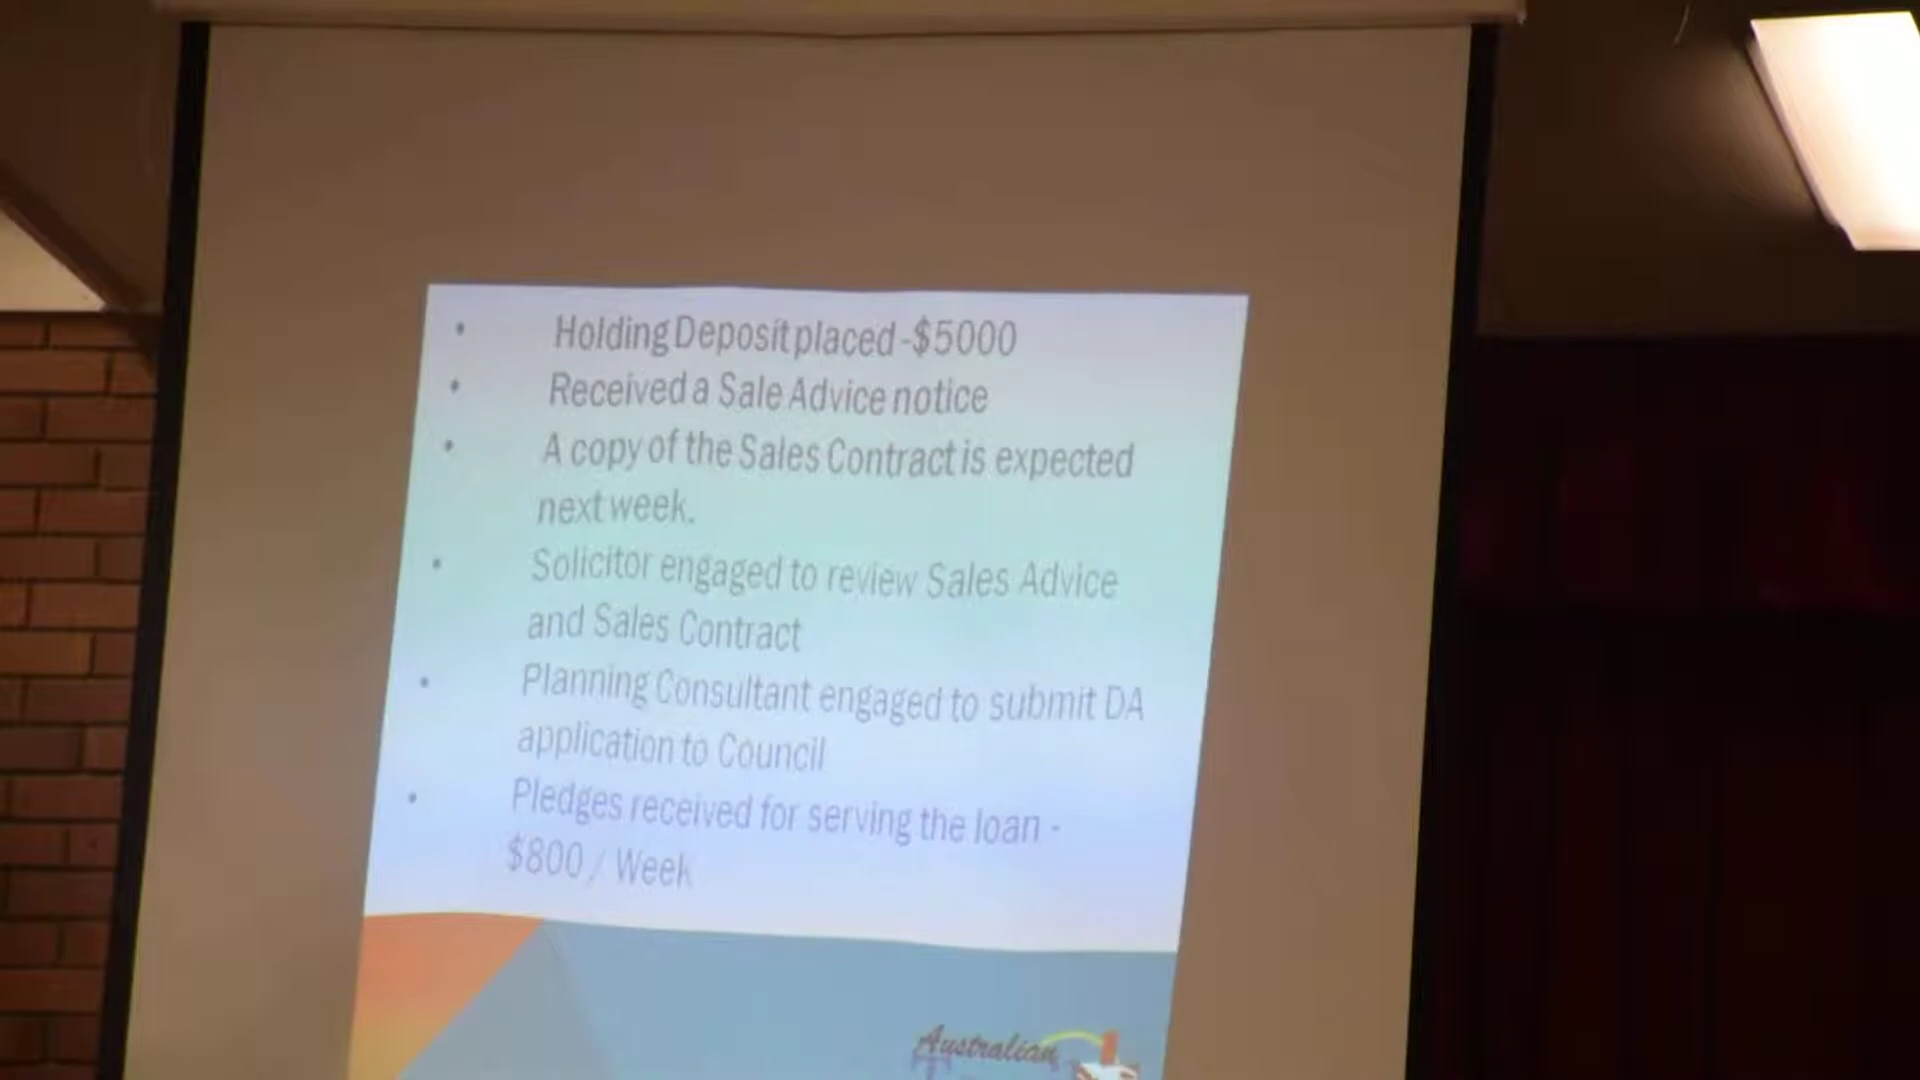 • Holding Deposit placed -$5000
• Received a Sale Advice notice
• A copy of the Sales Contract is expected
next week.
• Solicitor engaged to review Sales Advice
and Sales Contract
• Planning Consultant engaged to submit DA
application to Council
• Pledges received for serving the loan -
$800 / Week
Australian